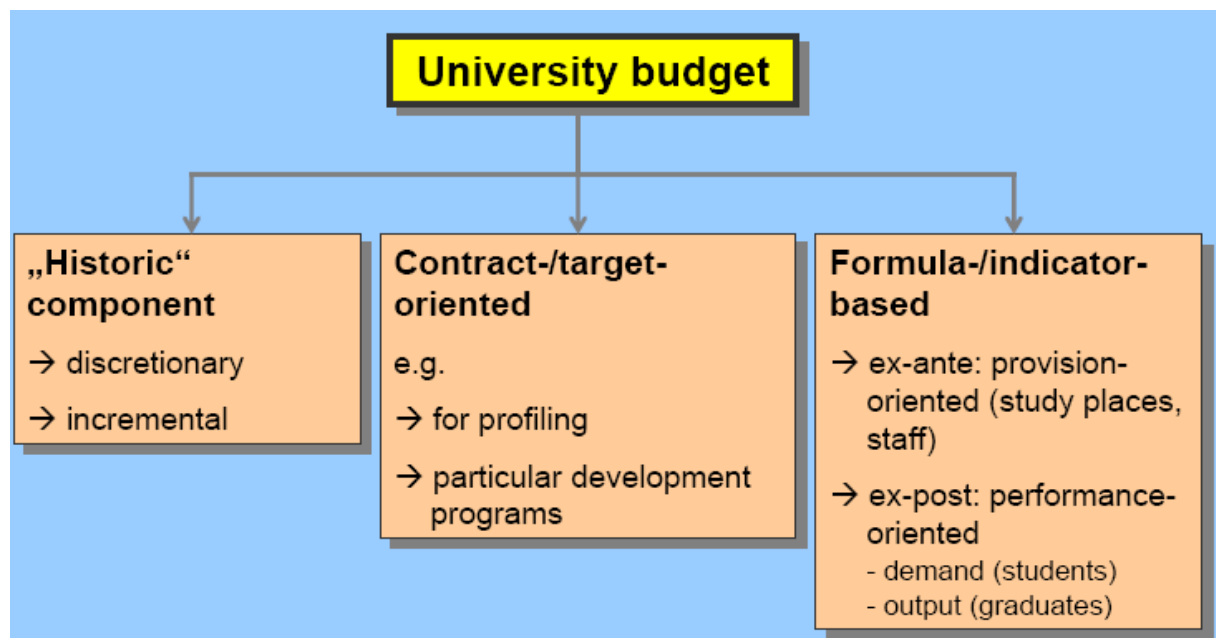 University budget
„Historic“
component
→ discretionary
→ incremental
Contract-/target-
oriented
e.g.
→ for profiling
→ particular development
programs
Formula-/indicator-
based
→ ex-ante: provision-
oriented (study places,
staff)
→ ex-post: performance-
oriented
- demand (students)
- output (graduates)